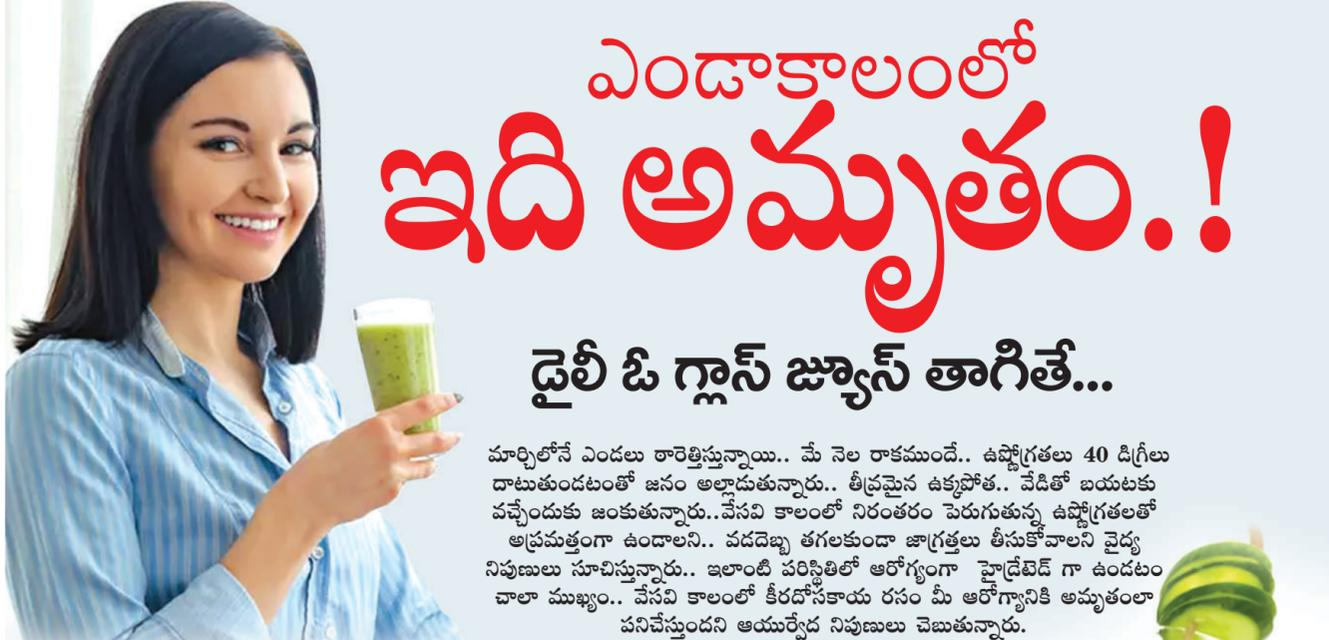 ఎండాకాలంలో
ఇది అమృతం.!
డైలీ ఓ గ్లాస్ జ్యూస్ తాగితే...
మార్చిలోనే ఎండలు ఠారెత్తిస్తున్నాయి.. మే నెల రాకముందే.. ఉష్ణోగ్రతలు 40 డిగ్రీలు
దాటుతుండటంతో జనం అల్లాడుతున్నారు.. తీవ్రమైన ఉక్కపోత.. వేడితో బయటకు
వచ్చేందుకు జంకుతున్నారు..వేసవి కాలంలో నిరంతరం పెరుగుతున్న ఉష్ణోగ్రతలతో
అప్రమత్తంగా ఉండాలని.. వడదెబ్బ తగలకుండా జాగ్రత్తలు తీసుకోవాలని వైద్య
నిపుణులు సూచిస్తున్నారు.. ఇలాంటి పరిస్థితిలో ఆరోగ్యంగా హైడ్రేటెడ్ గా ఉండటం
చాలా ముఖ్యం.. వేసవి కాలంలో కీరదోసకాయ రసం మీ ఆరోగ్యానికి అమృతంలా
పనిచేస్తుందని ఆయుర్వేద నిపుణులు చెబుతున్నారు.